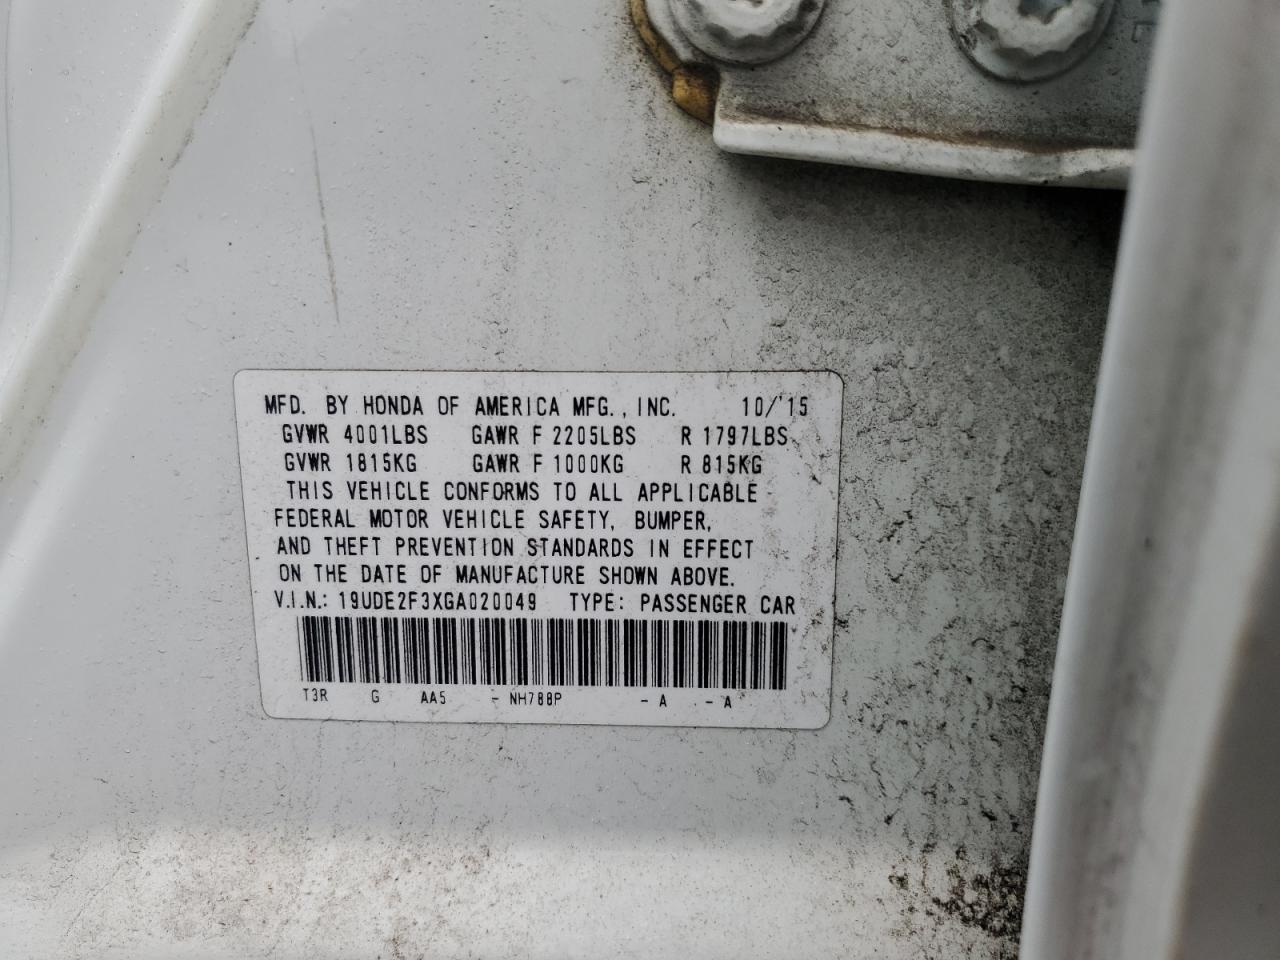 MFD. BY HONDA OF AMERICA MFG., INC. 10/'15
GVWR 4001LBS GAWR F 2205LBS R 1797LBS
GVWR 1815KG GAWR F 1000KG R 815KG
THIS VEHICLE CONFORMS TO ALL APPLICABLE
FEDERAL MOTOR VEHICLE SAFETY, BUMPER,
AND THEFT PREVENTION STANDARDS IN EFFECT
ON THE DATE OF MANUFACTURE SHOWN ABOVE.
V.I.N.: 19UDE2F3XGA020049 TYPE: PASSENGER CAR
T3R G AA5 - NH788P - A - A